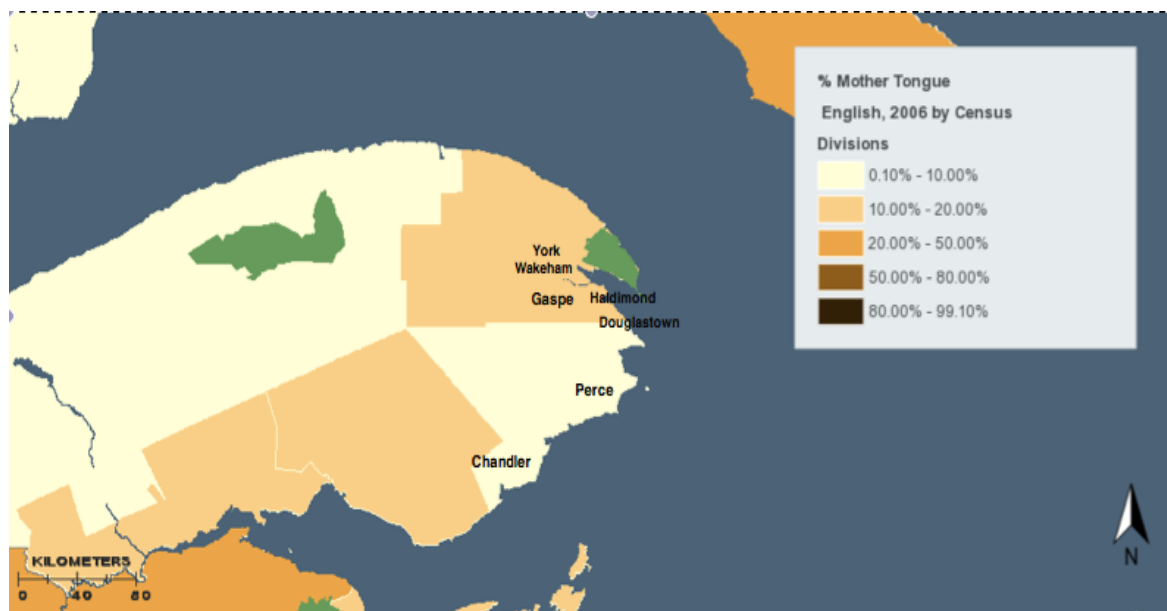 % Mother Tongue
English, 2006 by Census
Divisions
0.10% - 10.00%
10.00% - 20.00%
20.00% - 50.00%
50.00% - 80.00%
80.00% - 99.10%
York
Wakeham
Gaspe
Haldimond
Douglastown
Perce
Chandler
KILOMETERS
0 40 80
N